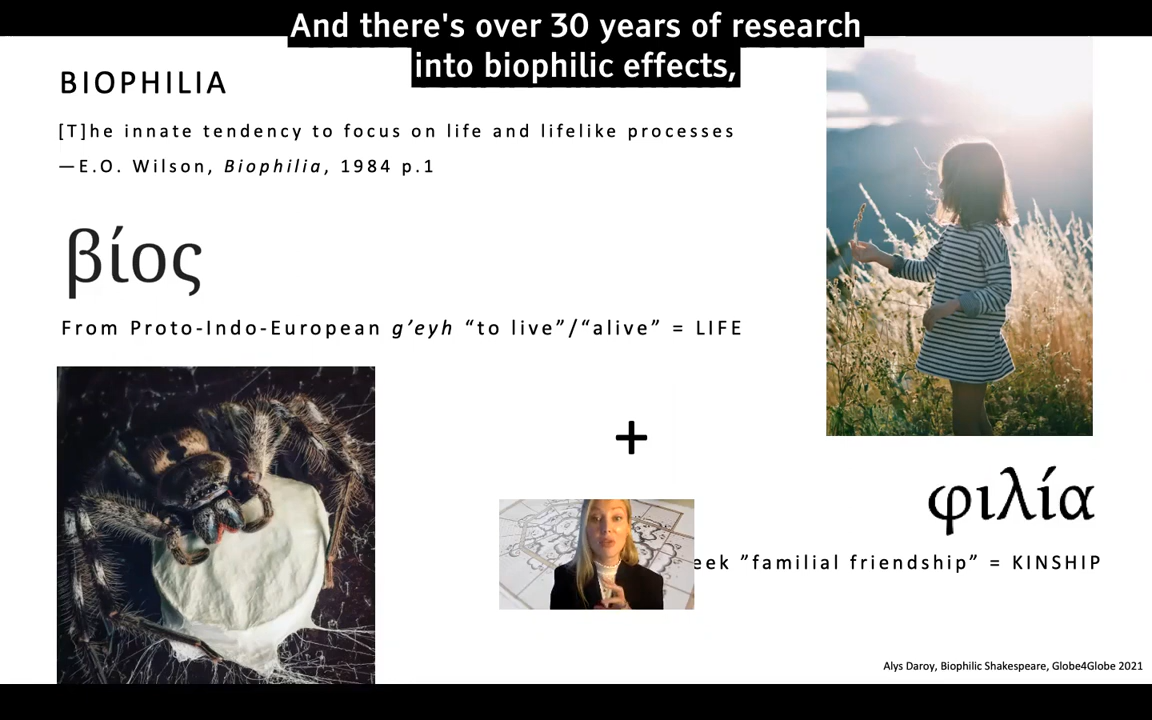 And there's over 30 years of research
into biophilic effects,
BIOPHILIA
[T]he innate tendency to focus on life and lifelike processes
—E.O. Wilson, Biophilia, 1984 p.1
βίος
From Proto-Indo-European g’eyh “to live”/“alive” = LIFE
+
φιλία
”familial friendship” = KINSHIP
Alys Daroy, Biophilic Shakespeare, Globe4Globe 2021